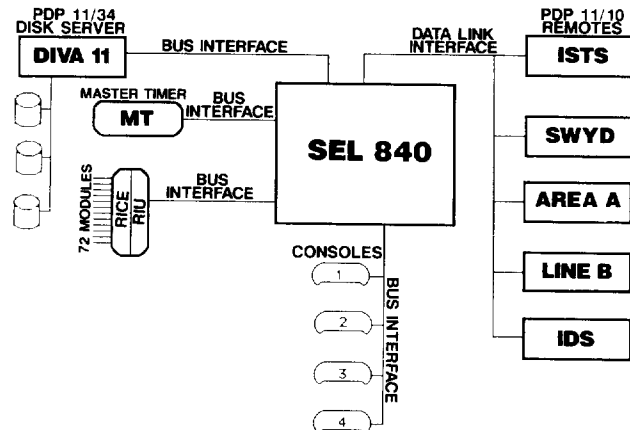 PDP 11/34
DISK SERVER
DIVA 11
BUS INTERFACE
DATA LINK
INTERFACE
PDP 11/10
REMOTES
ISTS
MASTER TIMER
MT
BUS
INTERFACE
SEL 840
SWYD
72 MODULES
RICE
RIU
BUS
INTERFACE
AREA A
CONSOLES
1
2
3
4
BUS INTERFACE
LINE B
IDS